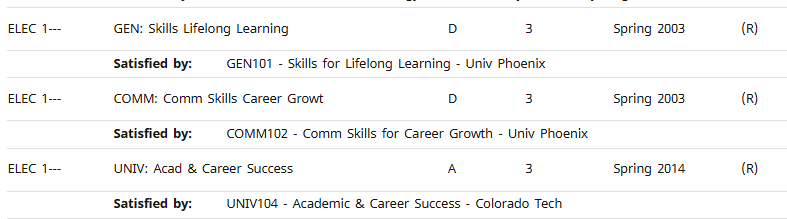 ELEC 1--- GEN: Skills Lifelong Learning D 3 Spring 2003 (R)
Satisfied by: GEN101 - Skills for Lifelong Learning - Univ Phoenix
ELEC 1--- COMM: Comm Skills Career Growt D 3 Spring 2003 (R)
Satisfied by: COMM102 - Comm Skills for Career Growth - Univ Phoenix
ELEC 1--- UNIV: Acad & Career Success A 3 Spring 2014 (R)
Satisfied by: UNIV104 - Academic & Career Success - Colorado Tech